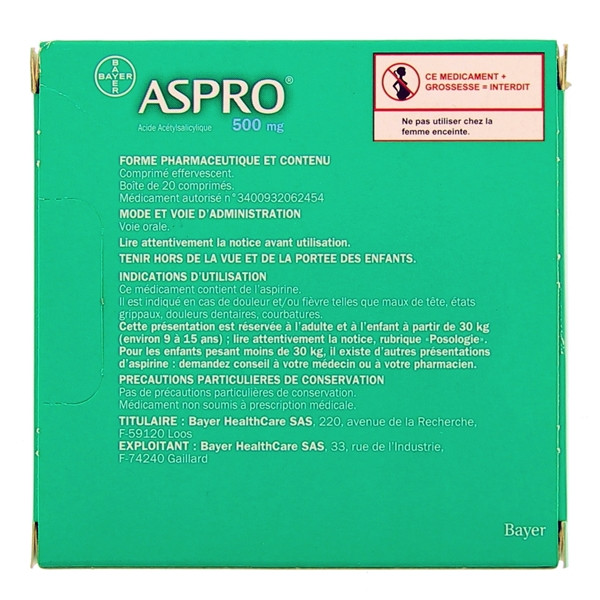 BAYER
BAYER
ASPRO®
Acide Acétylsalicylique 500 mg
CE MEDICAMENT +
GROSSESSE = INTERDIT
Ne pas utiliser chez la
femme enceinte.
FORME PHARMACEUTIQUE ET CONTENU
Comprimé effervescent.
Boîte de 20 comprimés.
Médicament autorisé n°3400932062454
MODE ET VOIE D'ADMINISTRATION
Voie orale.
Lire attentivement la notice avant utilisation.
TENIR HORS DE LA VUE ET DE LA PORTEE DES ENFANTS.
INDICATIONS D'UTILISATION
Ce médicament contient de l'aspirine.
Il est indiqué en cas de douleur et/ou fièvre telles que maux de tête, états
grippaux, douleurs dentaires, courbatures.
Cette présentation est réservée à l'adulte et à l'enfant à partir de 30 kg
(environ 9 à 15 ans) ; lire attentivement la notice, rubrique «Posologie».
Pour les enfants pesant moins de 30 kg, il existe d'autres présentations
d'aspirine : demandez conseil à votre médecin ou à votre pharmacien.
PRECAUTIONS PARTICULIERES DE CONSERVATION
Pas de précautions particulières de conservation.
Médicament non soumis à prescription médicale.
TITULAIRE : Bayer HealthCare SAS, 220, avenue de la Recherche,
F-59120 Loos
EXPLOITANT : Bayer HealthCare SAS, 33, rue de l'Industrie,
F-74240 Gaillard
Bayer